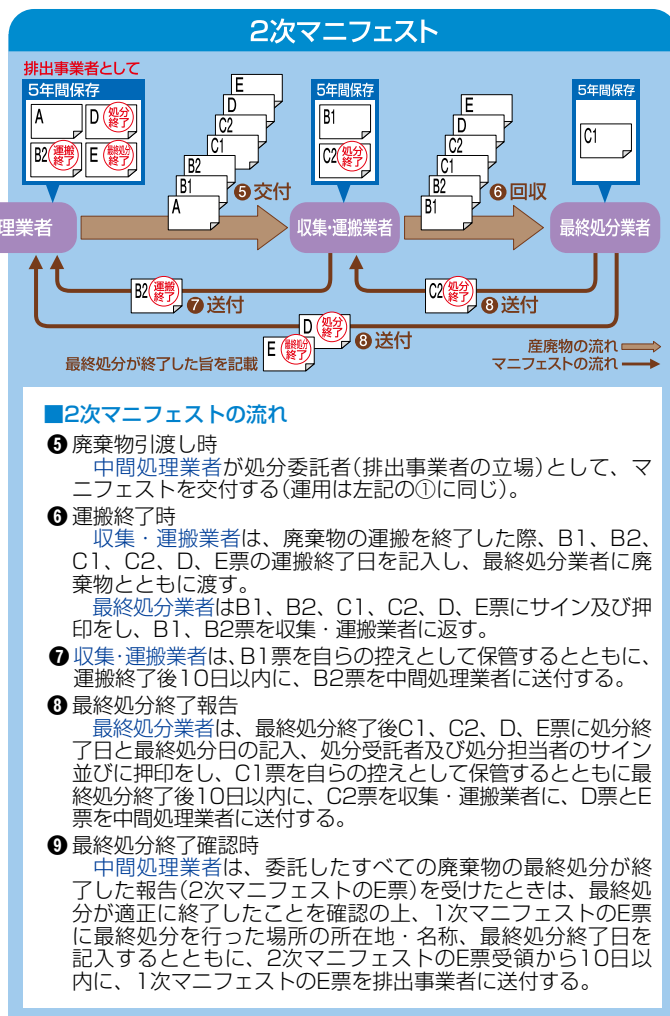 2次マニフェスト
排出事業者として
5年間保存
A
D 処分終了
B2 運搬終了
E 最終処分終了
E
D
C2
C1
B2
B1
A
❺交付
5年間保存
B1
C2 処分終了
E
D
C2
C1
B2
B1
❻回収
5年間保存
C1
理業者
収集・運搬業者
最終処分業者
B2 運搬終了
❼送付
C2 処分終了
❽送付
D 処分終了
E 最終処分終了
❽送付
最終処分が終了した旨を記載
産廃物の流れ
マニフェストの流れ
■2次マニフェストの流れ
❺廃棄物引渡し時
中間処理業者が処分委託者(排出事業者の立場)として、マ
ニフェストを交付する(運用は左記の①に同じ)。
❻運搬終了時
収集・運搬業者は、廃棄物の運搬を終了した際、B1、B2、
C1、C2、D、E票の運搬終了日を記入し、最終処分業者に廃
棄物とともに渡す。
最終処分業者はB1、B2、C1、C2、D、E票にサイン及び押
印をし、B1、B2票を収集・運搬業者に返す。
❼収集・運搬業者は、B1票を自らの控えとして保管するとともに、
運搬終了後10日以内に、B2票を中間処理業者に送付する。
❽最終処分終了報告
最終処分業者は、最終処分終了後C1、C2、D、E票に処分終
了日と最終処分日の記入、処分受託者及び処分担当者のサイン
並びに押印をし、C1票を自らの控えとして保管するとともに最
終処分終了後10日以内に、C2票を収集・運搬業者に、D票とE
票を中間処理業者に送付する。
❾最終処分終了確認時
中間処理業者は、委託したすべての廃棄物の最終処分が終
了した報告(2次マニフェストのE票)を受けたときは、最終処
分が適正に終了したことを確認の上、1次マニフェストのE票
に最終処分を行った場所の所在地・名称、最終処分終了日を
記入するとともに、2次マニフェストのE票受領から10日以
内に、1次マニフェストのE票を排出事業者に送付する。